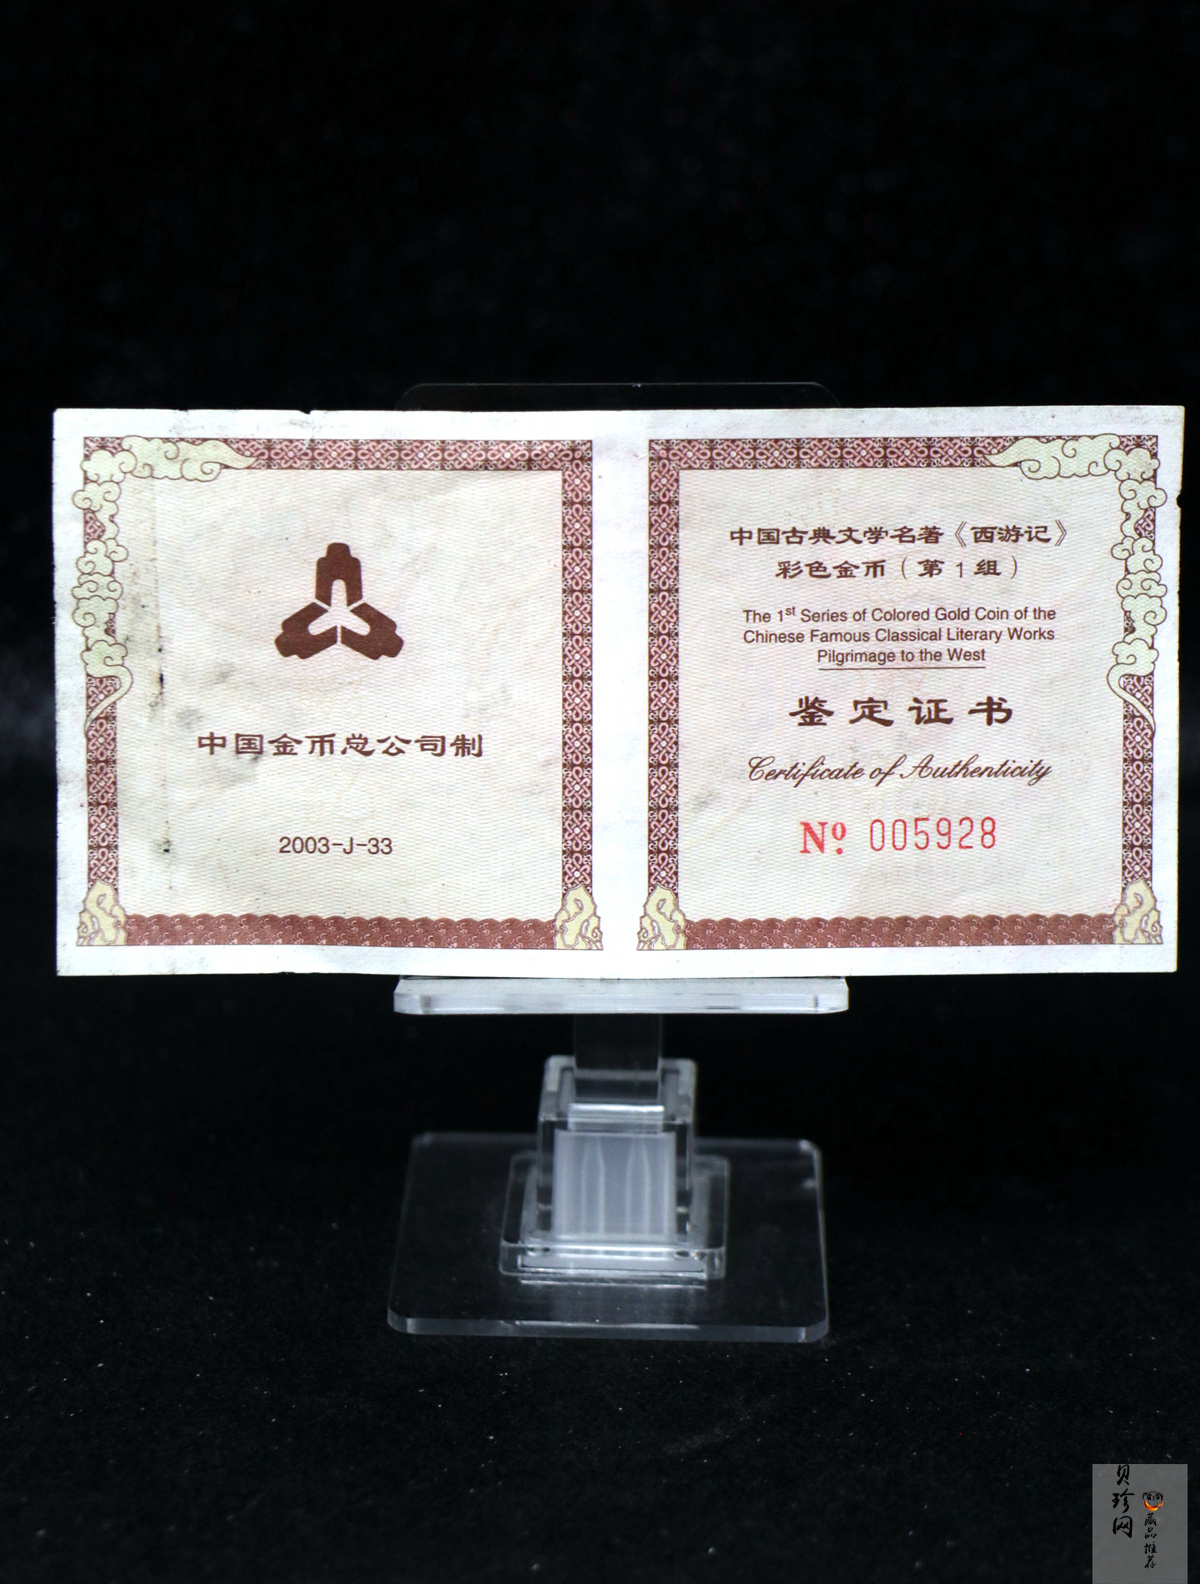 中国金币总公司制
2003-J-33
中国古典文学名著《西游记》
彩色金币（第1组）
The 1st Series of Colored Gold Coin of the
Chinese Famous Classical Literary Works
Pilgrimage to the West
鉴定证书
Certificate of Authenticity
Nº 005928
贝珍网
藏品推荐